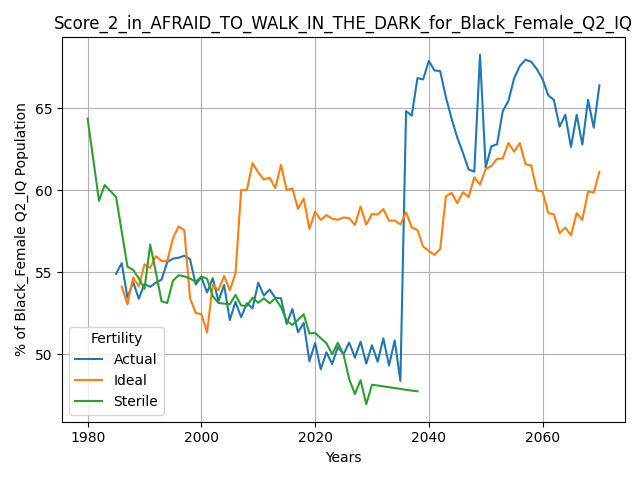 Score_2_in_AFRAID_TO_WALK_IN_THE_DARK_for_Black_Female_Q2_IQ
% of Black_Female Q2_IQ Population
65
60
55
50
Fertility
Actual
Ideal
Sterile
1980 2000 2020 2040 2060
Years